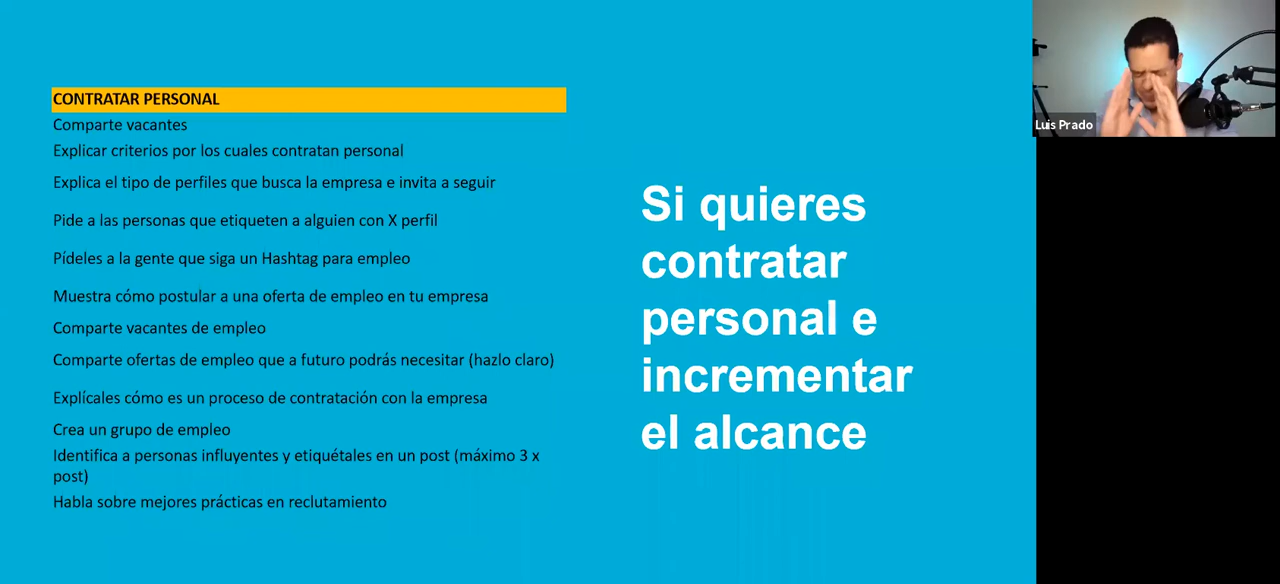 CONTRATAR PERSONAL
Comparte vacantes
Explicar criterios por los cuales contratan personal
Explica el tipo de perfiles que busca la empresa e invita a seguir
Pide a las personas que etiqueten a alguien con X perfil
Pídeles a la gente que siga un Hashtag para empleo
Muestra cómo postular a una oferta de empleo en tu empresa
Comparte vacantes de empleo
Comparte ofertas de empleo que a futuro podrás necesitar (hazlo claro)
Explícales cómo es un proceso de contratación con la empresa
Crea un grupo de empleo
Identifica a personas influyentes y etiquétales en un post (máximo 3 x
post)
Habla sobre mejores prácticas en reclutamiento
Si quieres
contratar
personal e
incrementar
el alcance
Luis Prado